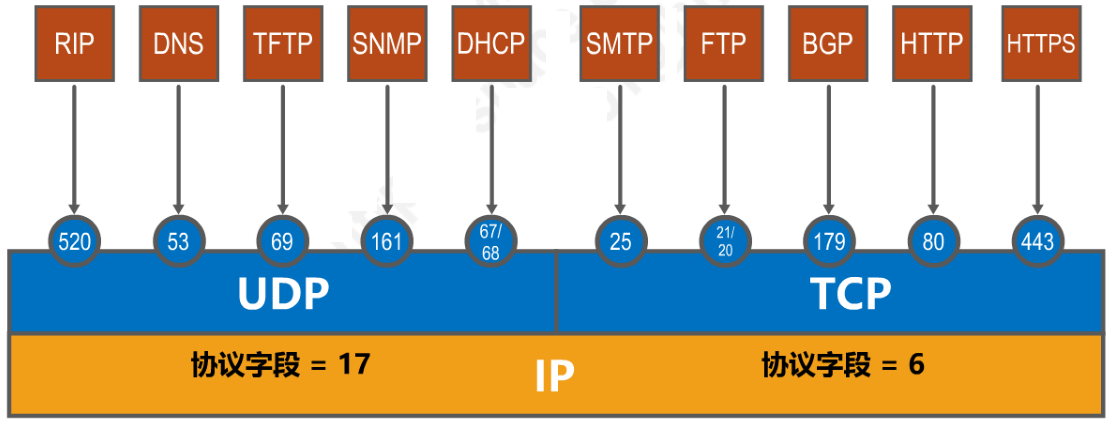 RIP DNS TFTP SNMP DHCP SMTP FTP BGP HTTP HTTPS
520 53 69 161 67/ 68 25 21/ 20 179 80 443
UDP TCP
协议字段 = 17 IP 协议字段 = 6